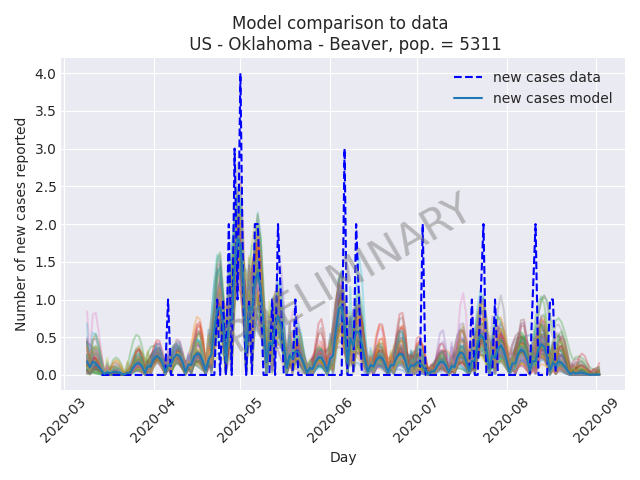 Model comparison to data
US - Oklahoma - Beaver, pop. = 5311
new cases data
new cases model
Number of new cases reported
4.0
3.5
3.0
2.5
2.0
1.5
1.0
0.5
0.0
PRELIMINARY
2020-03
2020-04
2020-05
2020-06
2020-07
2020-08
2020-09
Day